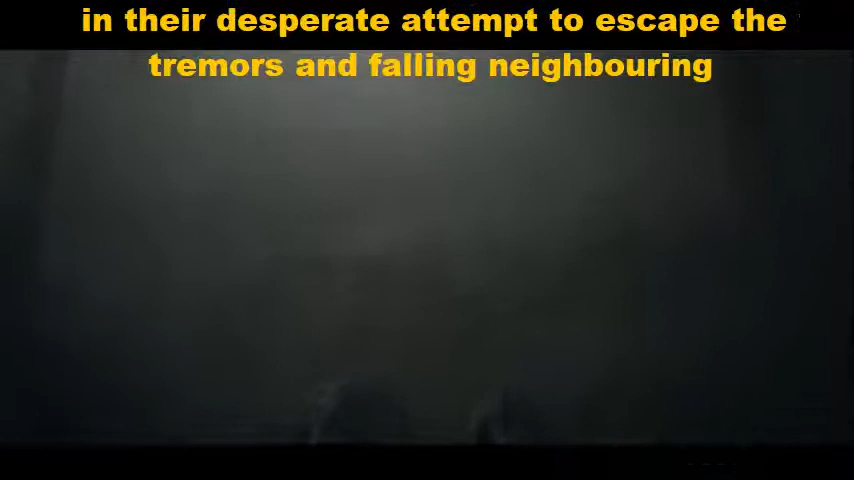 in their desperate attempt to escape the
tremors and falling neighbouring